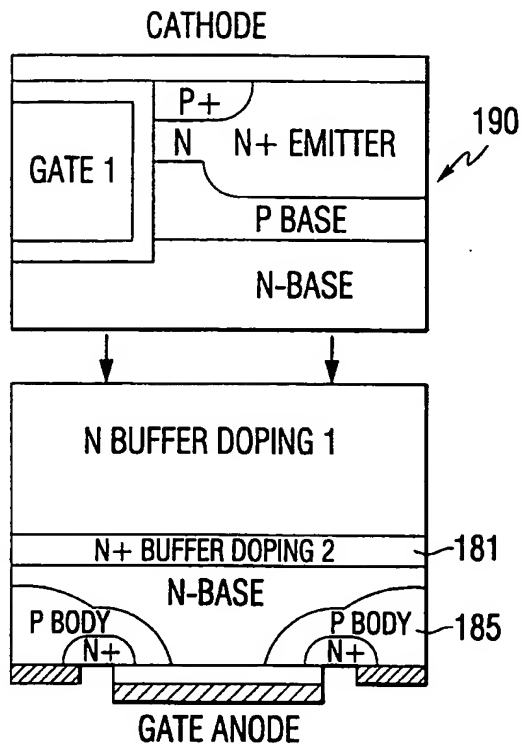 CATHODE
P+
190
N
N+ EMITTER
GATE 1
P BASE
N-BASE
N BUFFER DOPING 1
N+ BUFFER DOPING 2
181
N-BASE
P BODY
P BODY
185
N+
N+
GATE ANODE